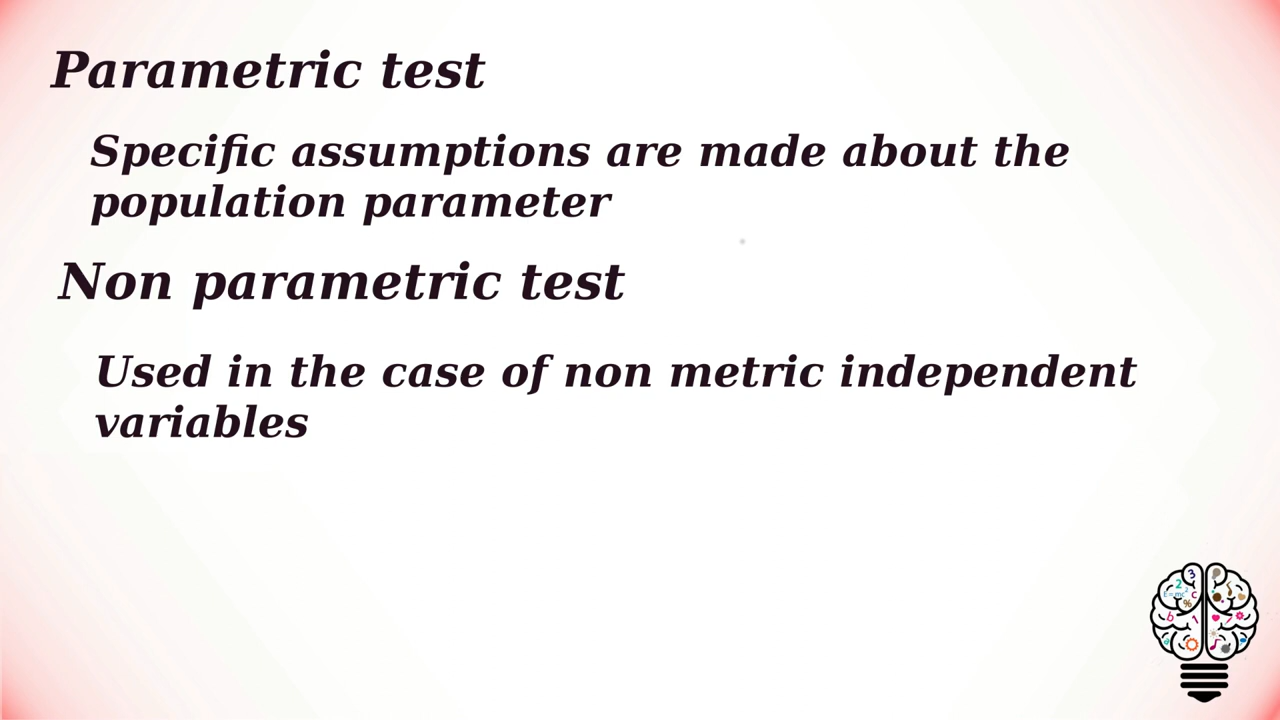 Parametric test
Specific assumptions are made about the
population parameter
Non parametric test
Used in the case of non metric independent
variables